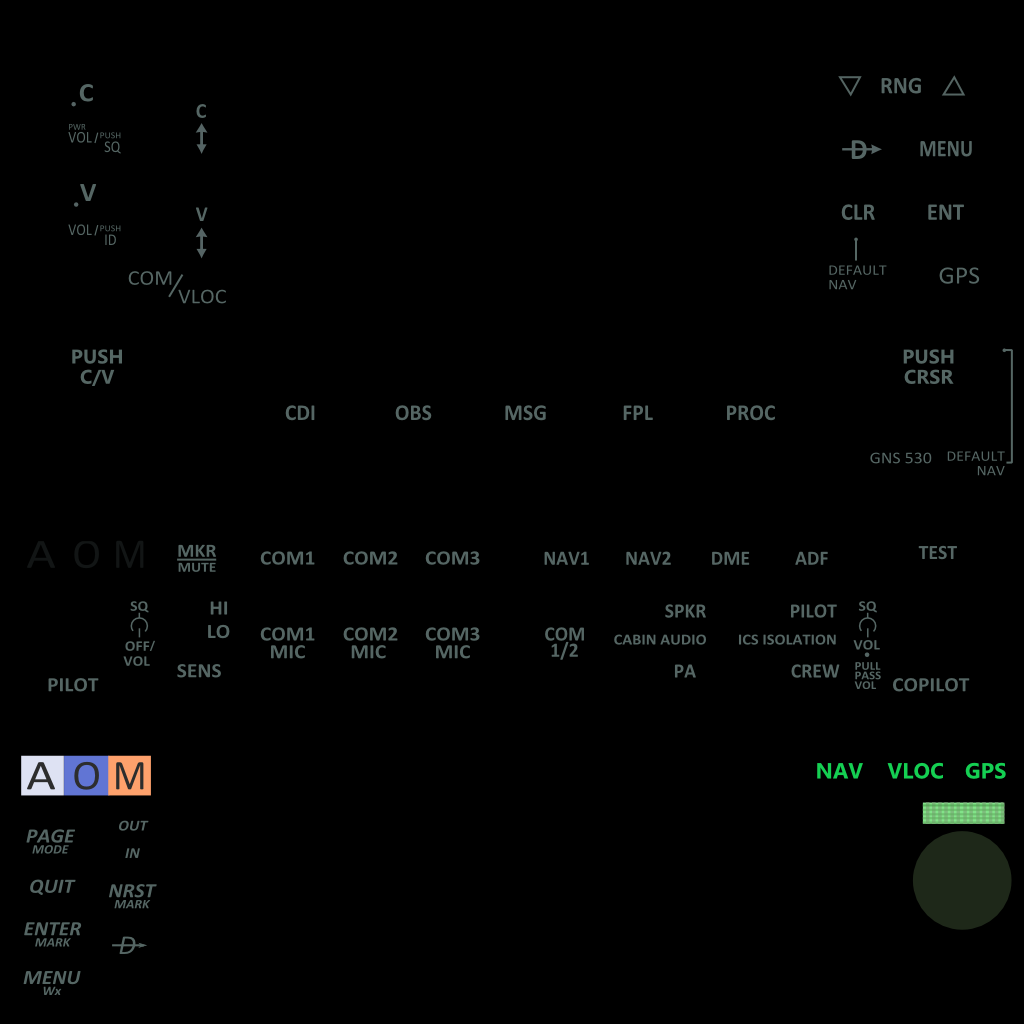 .C
C
PWR
VOL / PUSH
SQ
RNG
D MENU
.V
V
VOL / PUSH
ID
CLR ENT
COM/VLOC
DEFAULT
NAV
GPS
PUSH
C/V
PUSH
CRSR
CDI OBS MSG FPL PROC
GNS 530
DEFAULT
NAV
A O M
MKR
MUTE
COM1 COM2 COM3 NAV1 NAV2 DME ADF
TEST
SQ
OFF/
VOL
HI
LO
SENS
PILOT
COM1
MIC
COM2
MIC
COM3
MIC
COM
1/2
SPKR
CABIN AUDIO
PA
PILOT
ICS ISOLATION
CREW
SQ
VOL
PULL
PASS
VOL
COPILOT
A O M
NAV VLOC GPS
PAGE
MODE
OUT
IN
QUIT
NRST
MARK
ENTER
MARK
D
MENU
Wx